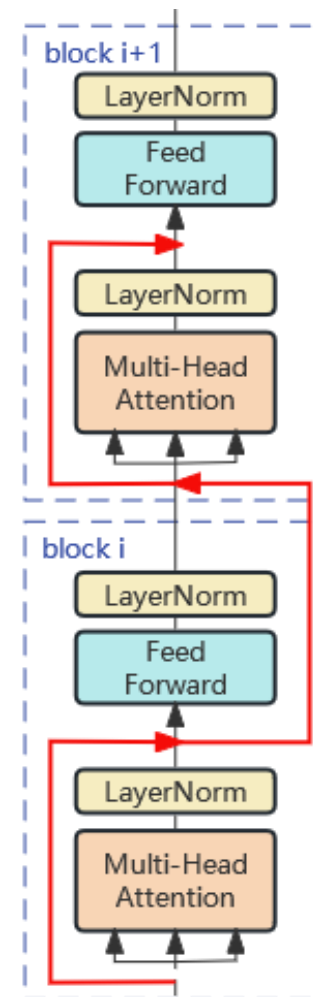 block i+1
LayerNorm
Feed
Forward
LayerNorm
Multi-Head
Attention
block i
LayerNorm
Feed
Forward
LayerNorm
Multi-Head
Attention